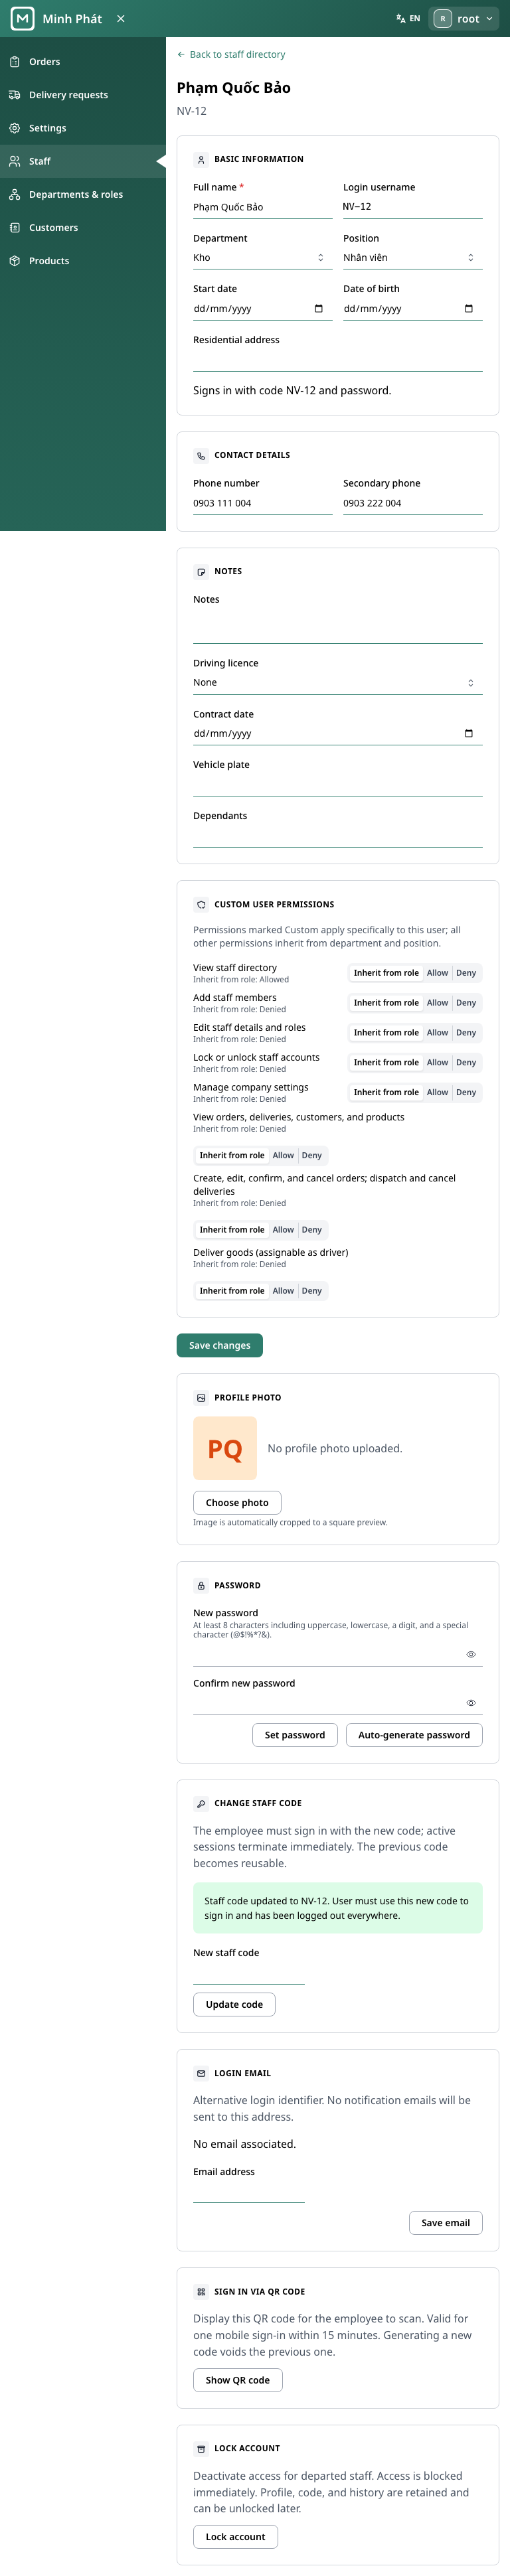 Minh Phát
EN
R
root
Orders
Delivery requests
Settings
Staff
Departments & roles
Customers
Products
Back to staff directory
Phạm Quốc Bảo
NV-12
BASIC INFORMATION
Full name *
Login username
Phạm Quốc Bảo
NV-12
Department
Position
Kho
Nhân viên
Start date
Date of birth
dd/mm/yyyy
dd/mm/yyyy
Residential address
Signs in with code NV-12 and password.
CONTACT DETAILS
Phone number
Secondary phone
0903 111 004
0903 222 004
NOTES
Notes
Driving licence
None
Contract date
dd/mm/yyyy
Vehicle plate
Dependants
CUSTOM USER PERMISSIONS
Permissions marked Custom apply specifically to this user; all
other permissions inherit from department and position.
View staff directory
Inherit from role: Allowed
Inherit from role Allow Deny
Add staff members
Inherit from role: Denied
Inherit from role Allow Deny
Edit staff details and roles
Inherit from role: Denied
Inherit from role Allow Deny
Lock or unlock staff accounts
Inherit from role: Denied
Inherit from role Allow Deny
Manage company settings
Inherit from role: Denied
Inherit from role Allow Deny
View orders, deliveries, customers, and products
Inherit from role: Denied
Inherit from role Allow Deny
Create, edit, confirm, and cancel orders; dispatch and cancel
deliveries
Inherit from role: Denied
Inherit from role Allow Deny
Deliver goods (assignable as driver)
Inherit from role: Denied
Inherit from role Allow Deny
Save changes
PROFILE PHOTO
PQ
No profile photo uploaded.
Choose photo
Image is automatically cropped to a square preview.
PASSWORD
New password
At least 8 characters including uppercase, lowercase, a digit, and a special
character (@$!%*?&).
Confirm new password
Set password
Auto-generate password
CHANGE STAFF CODE
The employee must sign in with the new code; active
sessions terminate immediately. The previous code
becomes reusable.
Staff code updated to NV-12. User must use this new code to
sign in and has been logged out everywhere.
New staff code
Update code
LOGIN EMAIL
Alternative login identifier. No notification emails will be
sent to this address.
No email associated.
Email address
Save email
SIGN IN VIA QR CODE
Display this QR code for the employee to scan. Valid for
one mobile sign-in within 15 minutes. Generating a new
code voids the previous one.
Show QR code
LOCK ACCOUNT
Deactivate access for departed staff. Access is blocked
immediately. Profile, code, and history are retained and
can be unlocked later.
Lock account